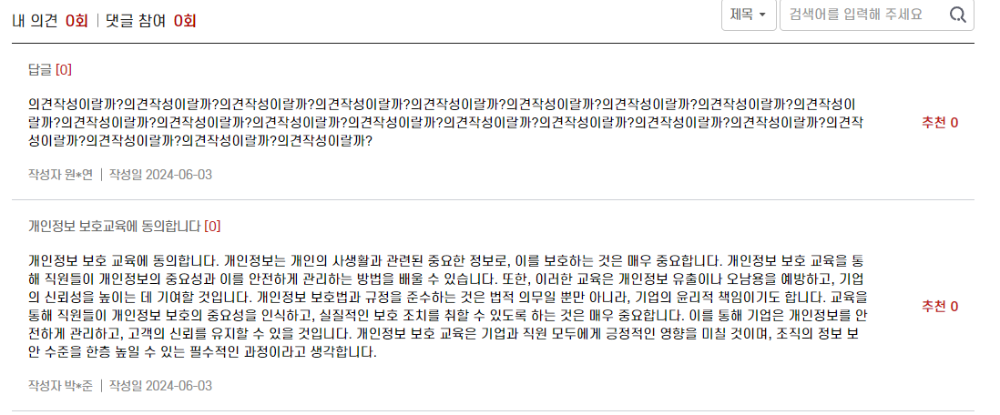 내 의견 0회 | 댓글 참여 0회
제목
검색어를 입력해 주세요
답글 [0]
의견작성이랄까?의견작성이랄까?의견작성이랄까?의견작성이랄까?의견작성이랄까?의견작성이랄까?의견작성이랄까?의견작성이랄까?의견작성이
랄까?의견작성이랄까?의견작성이랄까?의견작성이랄까?의견작성이랄까?의견작성이랄까?의견작성이랄까?의견작성이랄까?의견작성이랄까?의견작
성이랄까?의견작성이랄까?의견작성이랄까?의견작성이랄까?
추천 0
작성자 원*연 | 작성일 2024-06-03
개인정보 보호교육에 동의합니다 [0]
개인정보 보호 교육에 동의합니다. 개인정보는 개인의 사생활과 관련된 중요한 정보로, 이를 보호하는 것은 매우 중요합니다. 개인정보 보호 교육을 통
해 직원들이 개인정보의 중요성과 이를 안전하게 관리하는 방법을 배울 수 있습니다. 또한, 이러한 교육은 개인정보 유출이나 오남용을 예방하고, 기업
의 신뢰성을 높이는 데 기여할 것입니다. 개인정보 보호법과 규정을 준수하는 것은 법적 의무일 뿐만 아니라, 기업의 윤리적 책임이기도 합니다. 교육을
통해 직원들이 개인정보 보호의 중요성을 인식하고, 실질적인 보호 조치를 취할 수 있도록 하는 것은 매우 중요합니다. 이를 통해 기업은 개인정보를 안
전하게 관리하고, 고객의 신뢰를 유지할 수 있을 것입니다. 개인정보 보호 교육은 기업과 직원 모두에게 긍정적인 영향을 미칠 것이며, 조직의 정보 보
안 수준을 한층 높일 수 있는 필수적인 과정이라고 생각합니다.
추천 0
작성자 박*준 | 작성일 2024-06-03